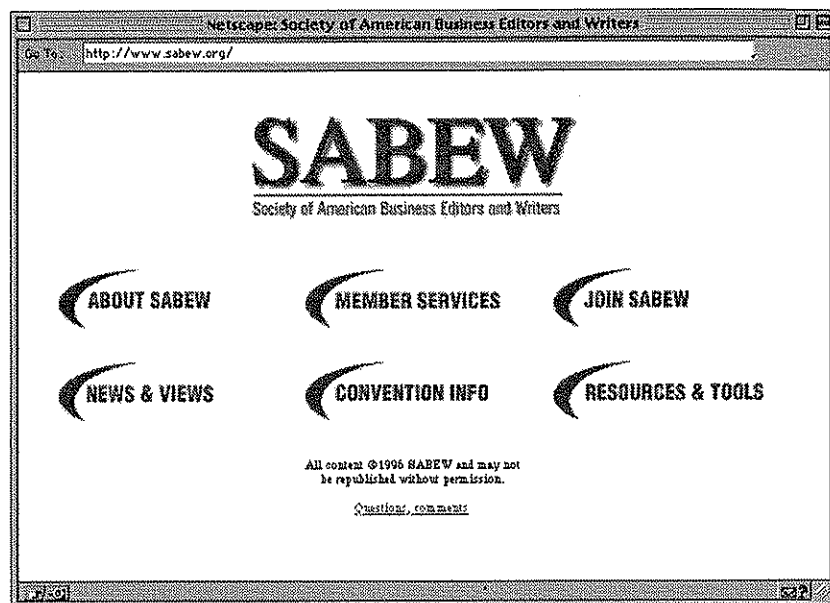 Netscape: Society of American Business Editors and Writers
Go To: http://www.sabew.org/
SABEW
Society of American Business Editors and Writers
ABOUT SABEW
MEMBER SERVICES
JOIN SABEW
NEWS & VIEWS
CONVENTION INFO
RESOURCES & TOOLS
All content ©1996 SABEW and may not
be republished without permission.
Questions, comments